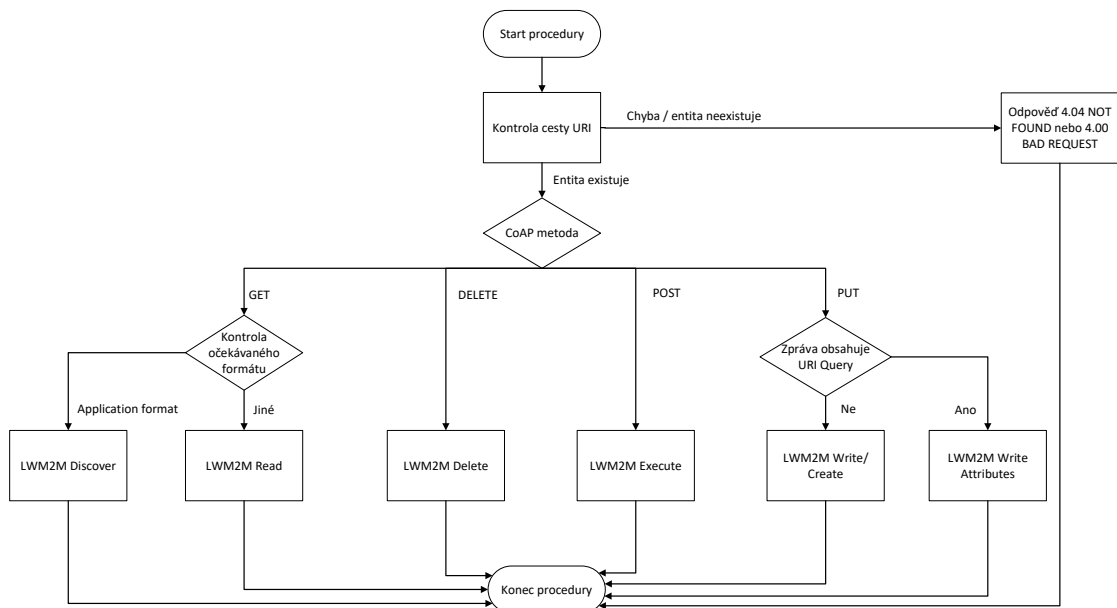 Start procedury
Kontrola cesty URI
Chyba / entita neexistuje
Odpověď 4.04 NOT
FOUND nebo 4.00
BAD REQUEST
Entita existuje
CoAP metoda
GET
DELETE
POST
PUT
Kontrola
očekávaného
formátu
Zpráva obsahuje
URI Query
Application format
Jiné
Ne
Ano
LWM2M Discover
LWM2M Read
LWM2M Delete
LWM2M Execute
LWM2M Write/
Create
LWM2M Write
Attributes
Konec procedury